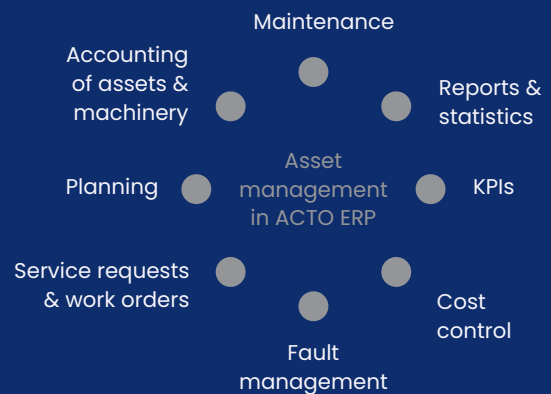 Maintenance
Accounting
of assets &
machinery
Reports &
statistics
Asset
management
in ACTO ERP
Planning
KPIs
Service requests
& work orders
Cost
control
Fault
management